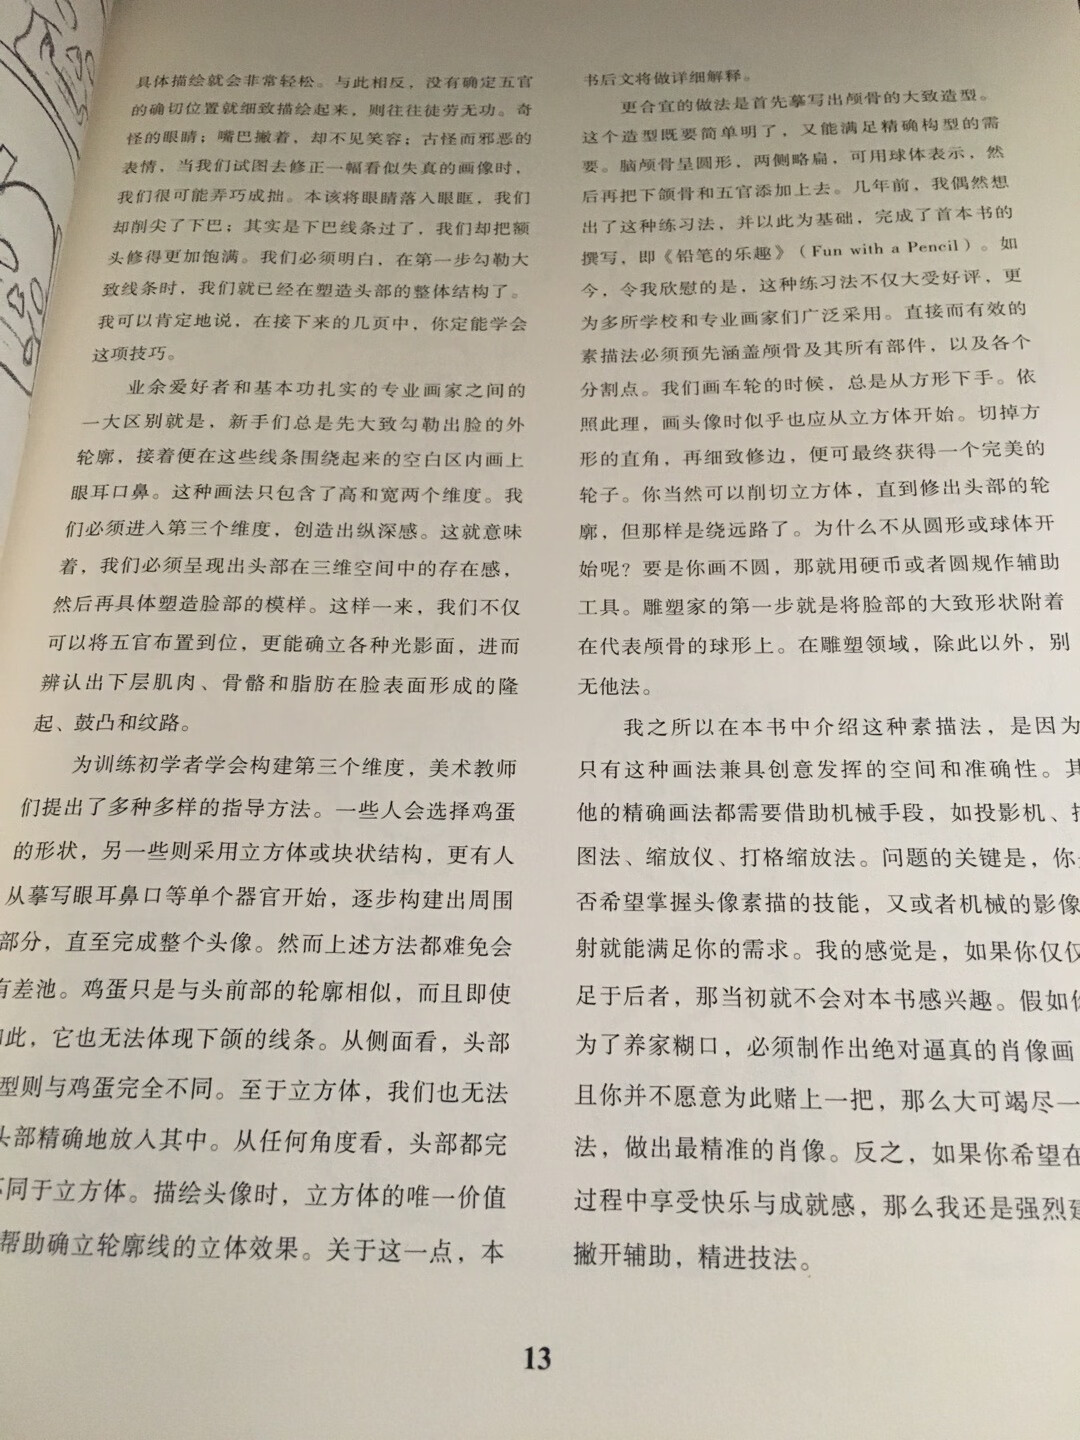 具体描绘就会非常轻松。与此相反，没有确定五官
的确切位置就细致描绘起来，则往往徒劳无功。奇
怪的眼睛；嘴巴撇着，却不见笑容；古怪而邪恶的
表情，当我们试图去修正一幅看似失真的画像时，
我们很可能弄巧成拙。本该将眼睛落入眼眶，我们
却削尖了下巴；其实是下巴线条过了，我们却把额
头修得更加饱满。我们必须明白，在第一步勾勒大
致线条时，我们就已经在塑造头部的整体结构了。
我可以肯定地说，在接下来的几页中，你定能学会
这项技巧。
业余爱好者和基本功扎实的专业画家之间的
一大区别就是，新手们总是先大致勾勒出脸的外
轮廓，接着便在这些线条围绕起来的空白区内画上
眼耳口鼻。这种画法只包含了高和宽两个维度。我
们必须进入第三个维度，创造出纵深感。这就意味
着，我们必须呈现出头部在三维空间中的存在感，
然后再具体塑造脸部的模样。这样一来，我们不仅
可以将五官布置到位，更能确立各种光影面，进而
辨认出下层肌肉、骨骼和脂肪在脸表面形成的隆
起、鼓凸和纹路。
为训练初学者学会构建第三个维度，美术教师
们提出了多种多样的指导方法。一些人会选择鸡蛋
的形状，另一些则采用立方体或块状结构，更有人
从摹写眼耳鼻口等单个器官开始，逐步构建出周围
部分，直至完成整个头像。然而上述方法都难免会
有差池。鸡蛋只是与头前部的轮廓相似，而且即使
如此，它也无法体现下颌的线条。从侧面看，头部
型则与鸡蛋完全不同。至于立方体，我们也无法
头部精确地放入其中。从任何角度看，头部都完
不同于立方体。描绘头像时，立方体的唯一价值
帮助确立轮廓线的立体效果。关于这一点，本
书后文将做详细解释。
更合宜的做法是首先摹写出颅骨的大致造型。
这个造型既要简单明了，又能满足精确构型的需
要。脑颅骨呈圆形，两侧略扁，可用球体表示，然
后再把下颌骨和五官添加上去。几年前，我偶然想
出了这种练习法，并以此为基础，完成了首本书的
撰写，即《铅笔的乐趣》（Fun with a Pencil）。如
今，令我欣慰的是，这种练习法不仅大受好评，更
为多所学校和专业画家们广泛采用。直接而有效的
素描法必须预先涵盖颅骨及其所有部件，以及各个
分割点。我们画车轮的时候，总是从方形下手。依
照此理，画头像时似乎也应从立方体开始。切掉方
形的直角，再细致修边，便可最终获得一个完美的
轮子。你当然可以削切立方体，直到修出头部的轮
廓，但那样是绕远路了。为什么不从圆形或球体开
始呢？要是你画不圆，那就用硬币或者圆规作辅助
工具。雕塑家的第一步就是将脸部的大致形状附着
在代表颅骨的球形上。在雕塑领域，除此以外，别
无他法。
我之所以在本书中介绍这种素描法，是因为
只有这种画法兼具创意发挥的空间和准确性。其
他的精确画法都需要借助机械手段，如投影机、
图法、缩放仪、打格缩放法。问题的关键是，你
否希望掌握头像素描的技能，又或者机械的影像
射就能满足你的需求。我的感觉是，如果你仅仅
足于后者，那当初就不会对本书感兴趣。假如你
为了养家糊口，必须制作出绝对逼真的肖像画
且你并不愿意为此赌上一把，那么大可竭尽一
法，做出最精准的肖像。反之，如果你希望在
过程中享受快乐与成就感，那么我还是强烈建
撇开辅助，精进技法。
13